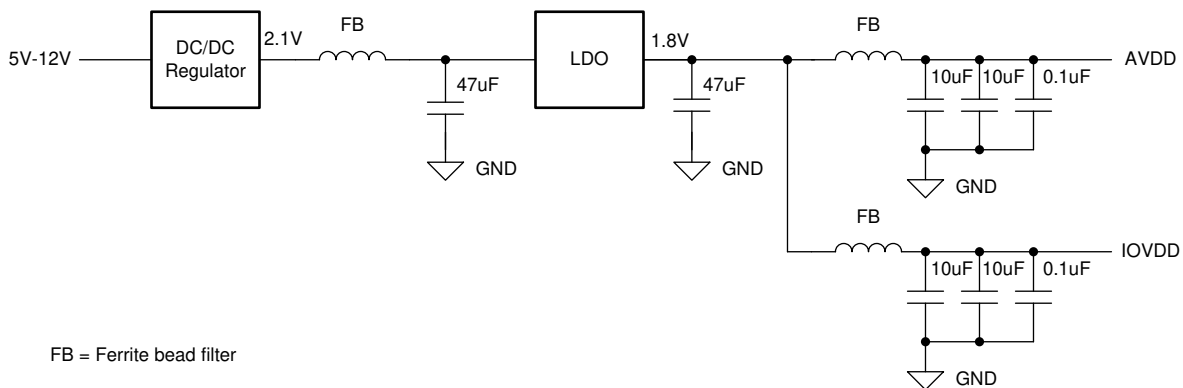 5V-12V
DC/DC
Regulator
2.1V
FB
47uF
GND
LDO
1.8V
47uF
GND
FB
10uF
10uF
0.1uF
AVDD
GND
FB
10uF
10uF
0.1uF
IOVDD
GND
FB = Ferrite bead filter